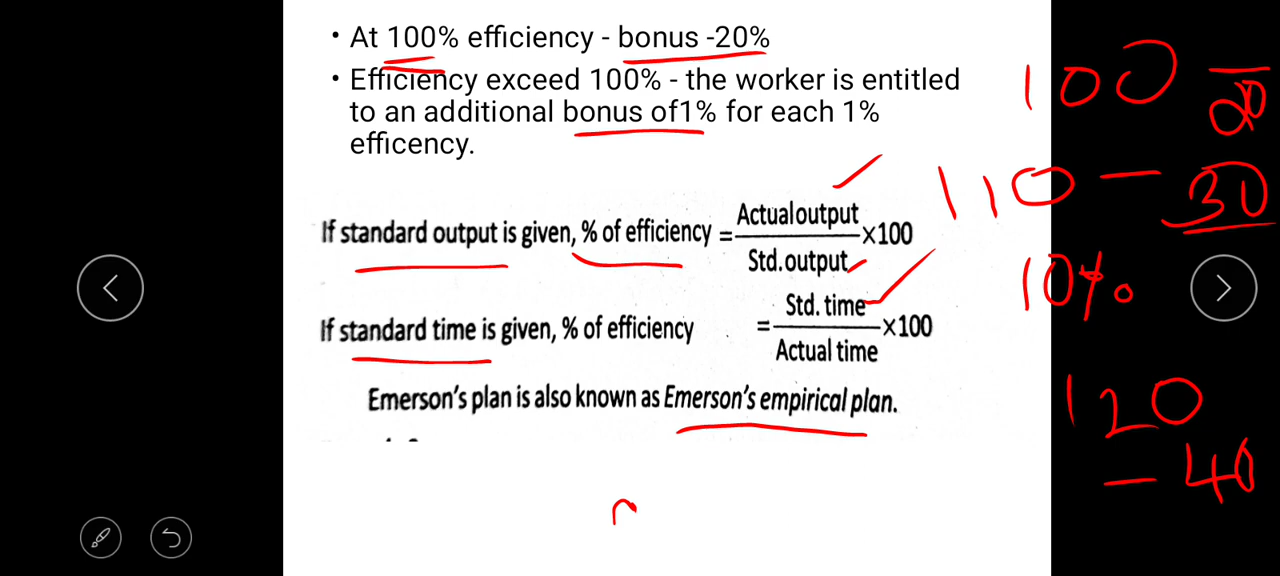 • At 100% efficiency - bonus -20%
• Efficiency exceed 100% - the worker is entitled
to an additional bonus of1% for each 1%
efficency.
If standard output is given, % of efficiency = Actual output / Std. output ×100
If standard time is given, % of efficiency = Std. time / Actual time ×100
Emerson's plan is also known as Emerson's empirical plan.
100 — 20
110 — 30
10%
120
— 40